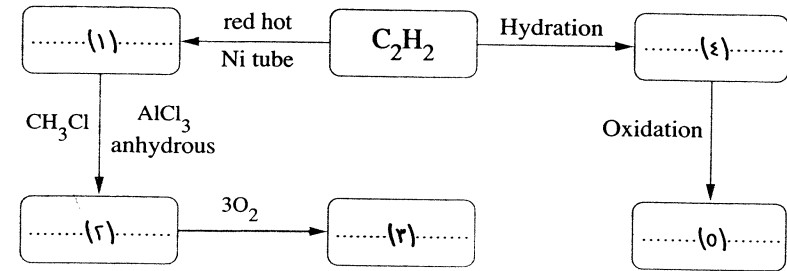 ........(١)........
red hot
Ni tube
C₂H₂
Hydration
........(٤)........
CH₃Cl
AlCl₃
anhydrous
Oxidation
........(٢)........
3O₂
........(٣)........
........(٥)........